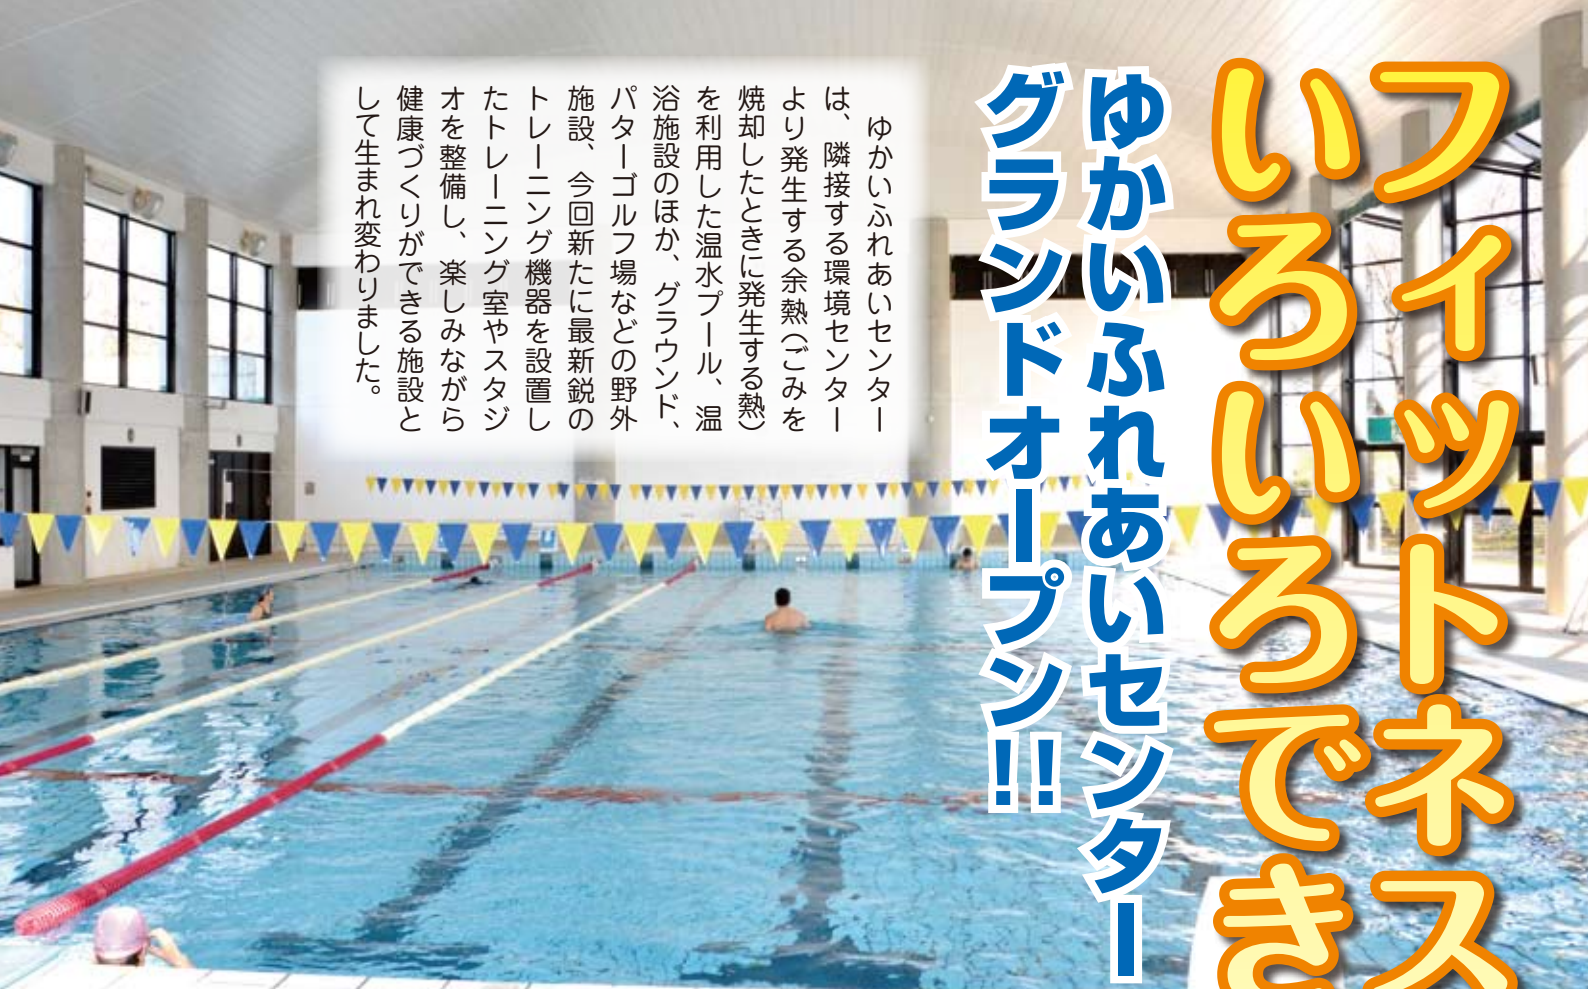 フィットネス
いろいろでき
ゆかいふれあいセンター
グランドオープン!!
ゆかいふれあいセンター
は、隣接する環境センター
より発生する余熱(ごみを
焼却したときに発生する熱)
を利用した温水プール、温
浴施設のほか、グラウンド、
パターゴルフ場などの野外
施設、今回新たに最新鋭の
トレーニング機器を設置し
たトレーニング室やスタジ
オを整備し、楽しみながら
健康づくりができる施設と
して生まれ変わりました。